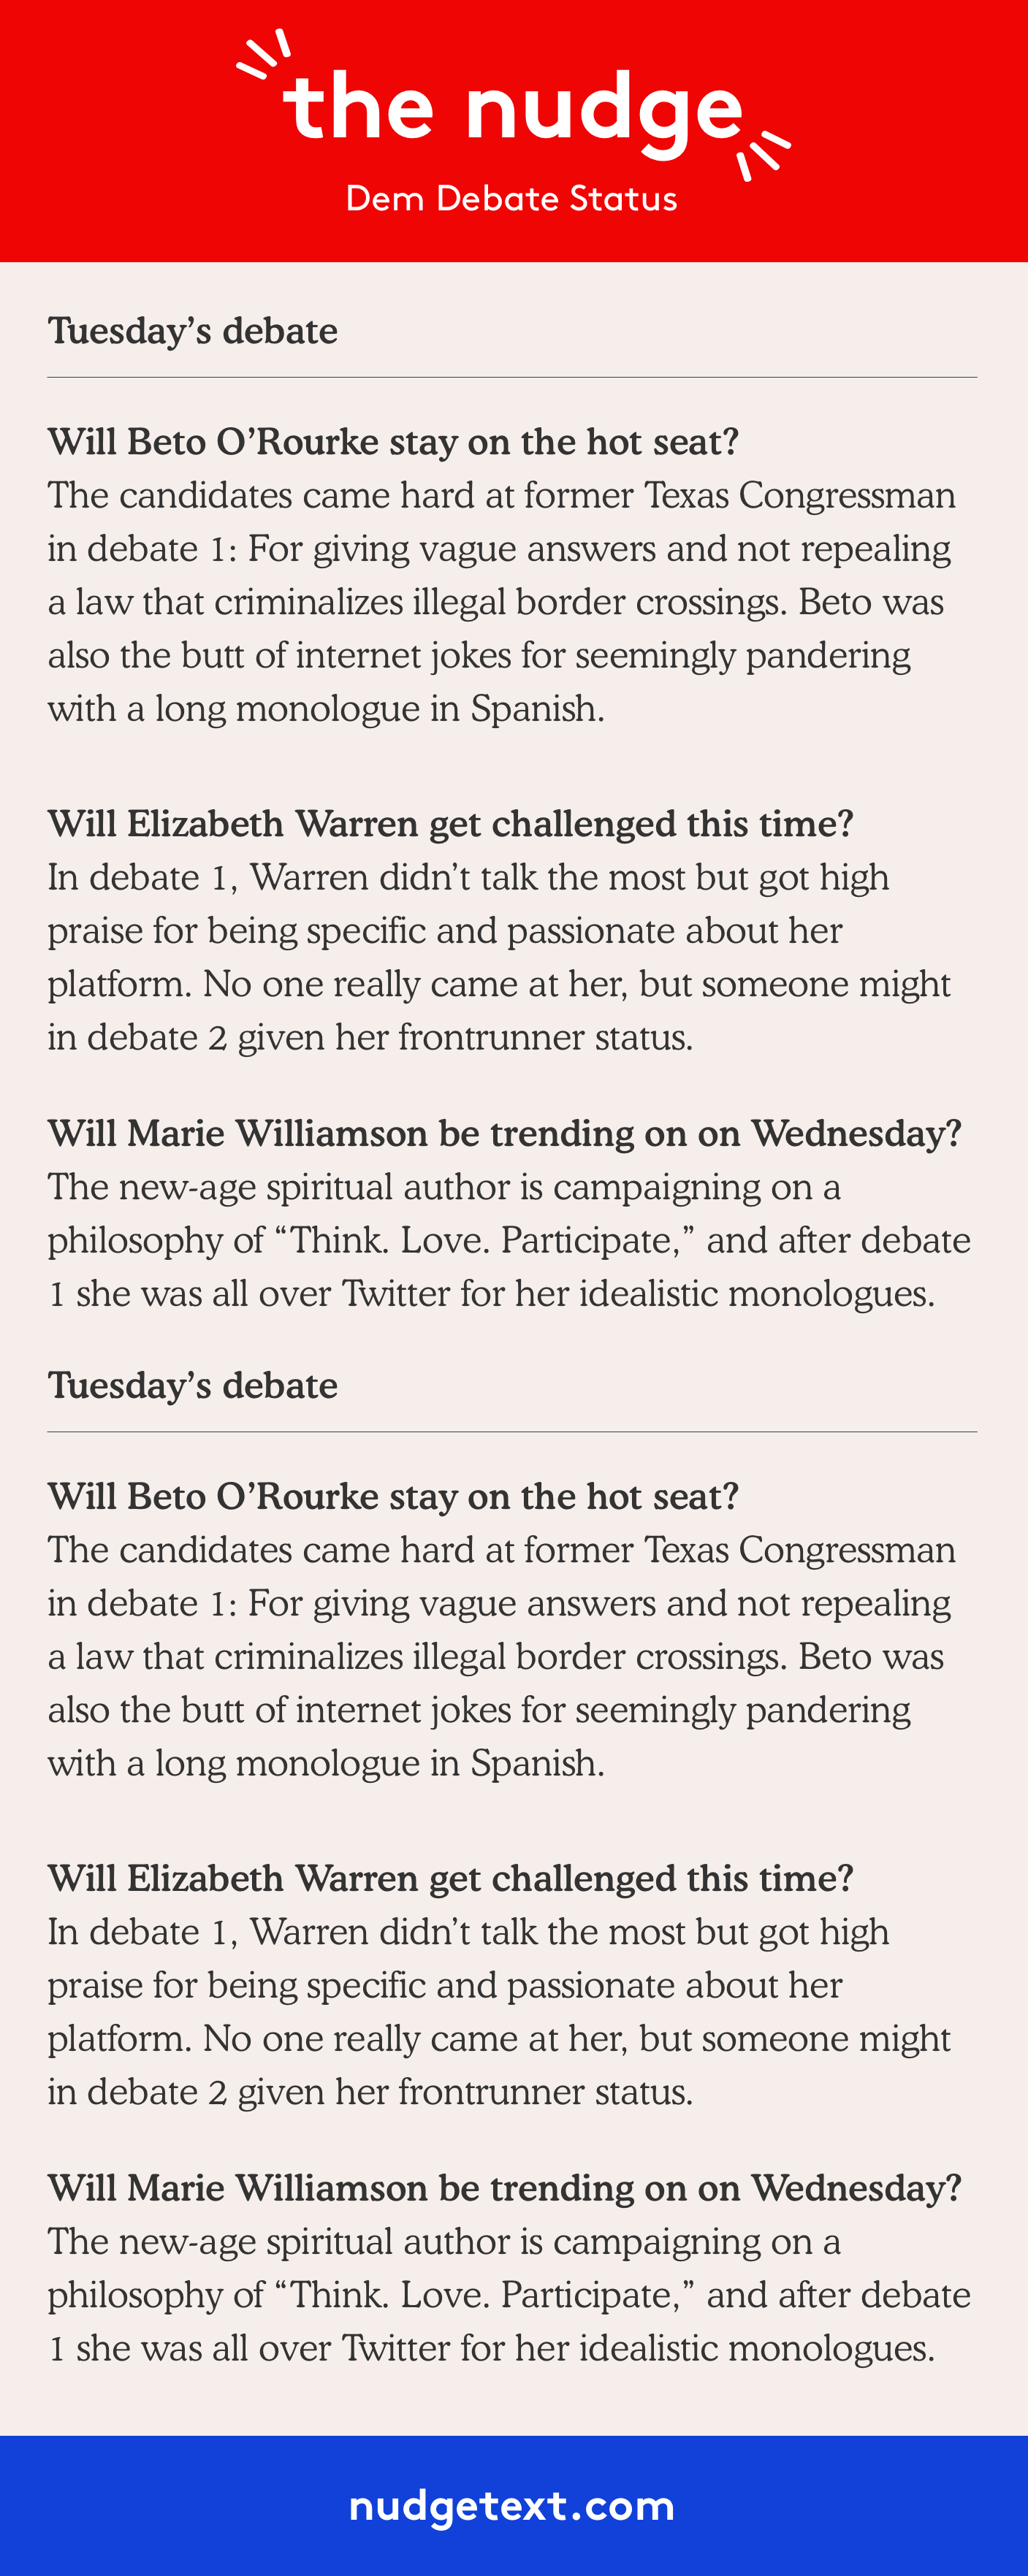 the nudge
Dem Debate Status
Tuesday’s debate
Will Beto O’Rourke stay on the hot seat?
The candidates came hard at former Texas Congressman
in debate 1: For giving vague answers and not repealing
a law that criminalizes illegal border crossings. Beto was
also the butt of internet jokes for seemingly pandering
with a long monologue in Spanish.
Will Elizabeth Warren get challenged this time?
In debate 1, Warren didn’t talk the most but got high
praise for being specific and passionate about her
platform. No one really came at her, but someone might
in debate 2 given her frontrunner status.
Will Marie Williamson be trending on on Wednesday?
The new-age spiritual author is campaigning on a
philosophy of “Think. Love. Participate,” and after debate
1 she was all over Twitter for her idealistic monologues.
Tuesday’s debate
Will Beto O’Rourke stay on the hot seat?
The candidates came hard at former Texas Congressman
in debate 1: For giving vague answers and not repealing
a law that criminalizes illegal border crossings. Beto was
also the butt of internet jokes for seemingly pandering
with a long monologue in Spanish.
Will Elizabeth Warren get challenged this time?
In debate 1, Warren didn’t talk the most but got high
praise for being specific and passionate about her
platform. No one really came at her, but someone might
in debate 2 given her frontrunner status.
Will Marie Williamson be trending on on Wednesday?
The new-age spiritual author is campaigning on a
philosophy of “Think. Love. Participate,” and after debate
1 she was all over Twitter for her idealistic monologues.
nudgetext.com